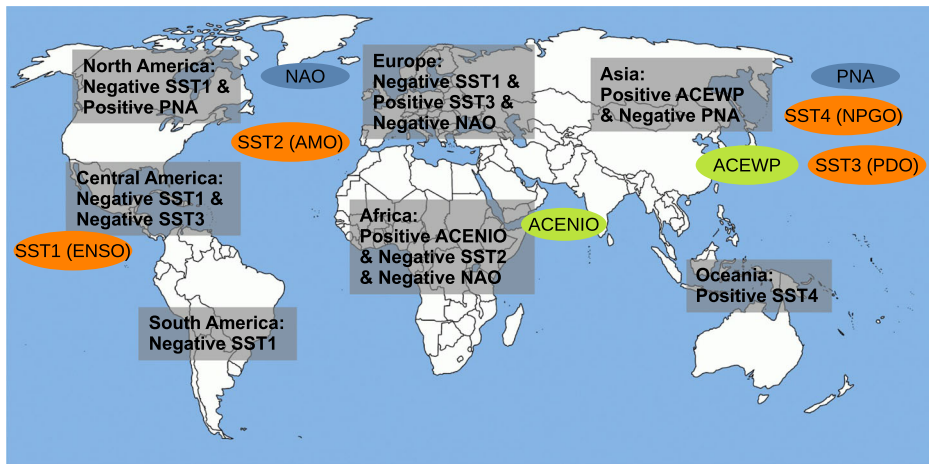 North America:
Negative SST1 &
Positive PNA
NAO
Europe:
Negative SST1 &
Positive SST3 &
Negative NAO
Asia:
Positive ACEWP
& Negative PNA
PNA
SST4 (NPGO)
SST2 (AMO)
ACEWP
SST3 (PDO)
Central America:
Negative SST1 &
Negative SST3
Africa:
Positive ACENIO
& Negative SST2
& Negative NAO
ACENIO
SST1 (ENSO)
Oceania:
Positive SST4
South America:
Negative SST1